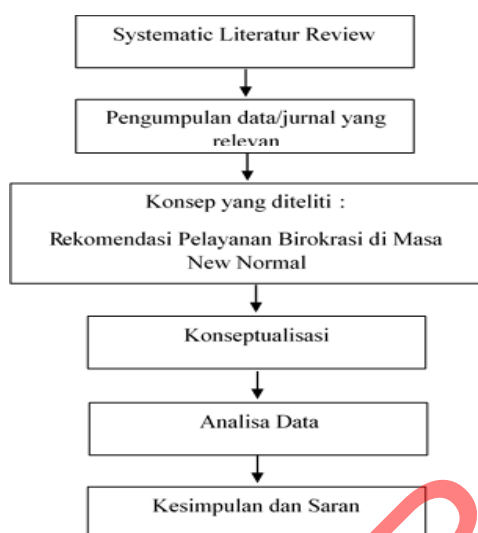 Systematic Literatur Review
Pengumpulan data/jurnal yang
relevan
Konsep yang diteliti :
Rekomendasi Pelayanan Birokrasi di Masa
New Normal
Konseptualisasi
Analisa Data
Kesimpulan dan Saran